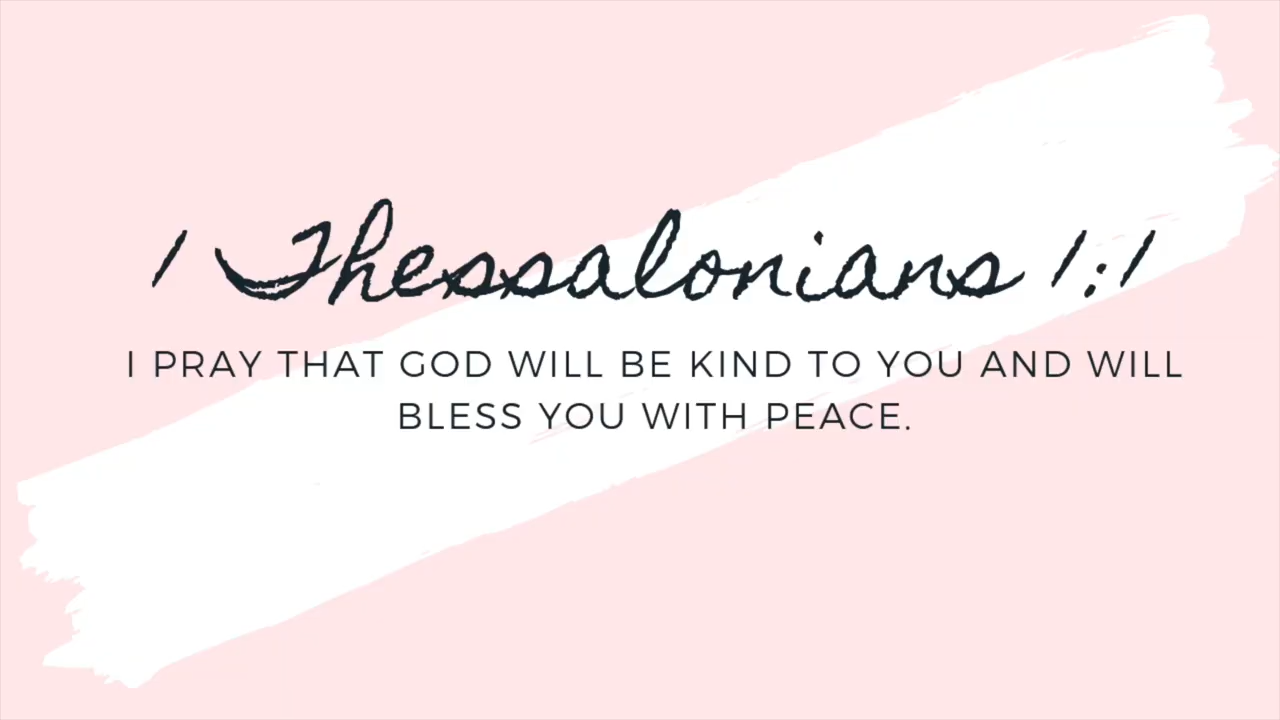 1 Thessalonians 1:1
I PRAY THAT GOD WILL BE KIND TO YOU AND WILL
BLESS YOU WITH PEACE.